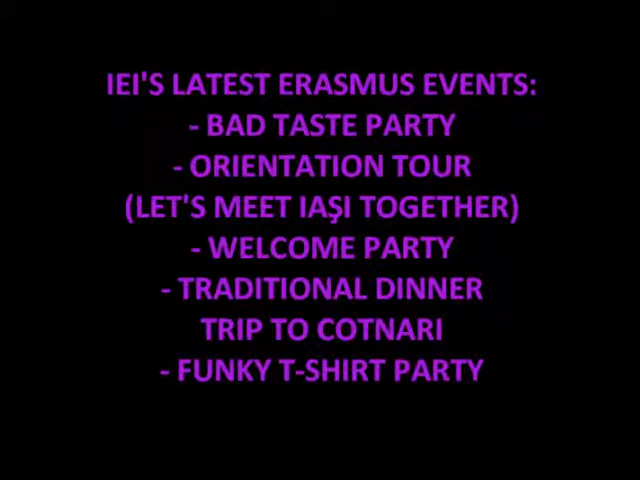 IEI'S LATEST ERASMUS EVENTS:
- BAD TASTE PARTY
- ORIENTATION TOUR
(LET'S MEET IAŞI TOGETHER)
- WELCOME PARTY
- TRADITIONAL DINNER
TRIP TO COTNARI
- FUNKY T-SHIRT PARTY